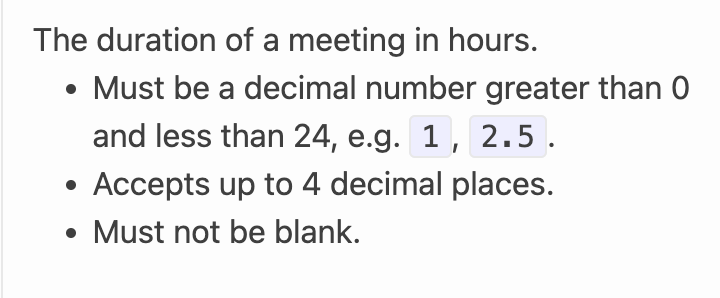 The duration of a meeting in hours.
• Must be a decimal number greater than 0
and less than 24, e.g. 1, 2.5.
• Accepts up to 4 decimal places.
• Must not be blank.